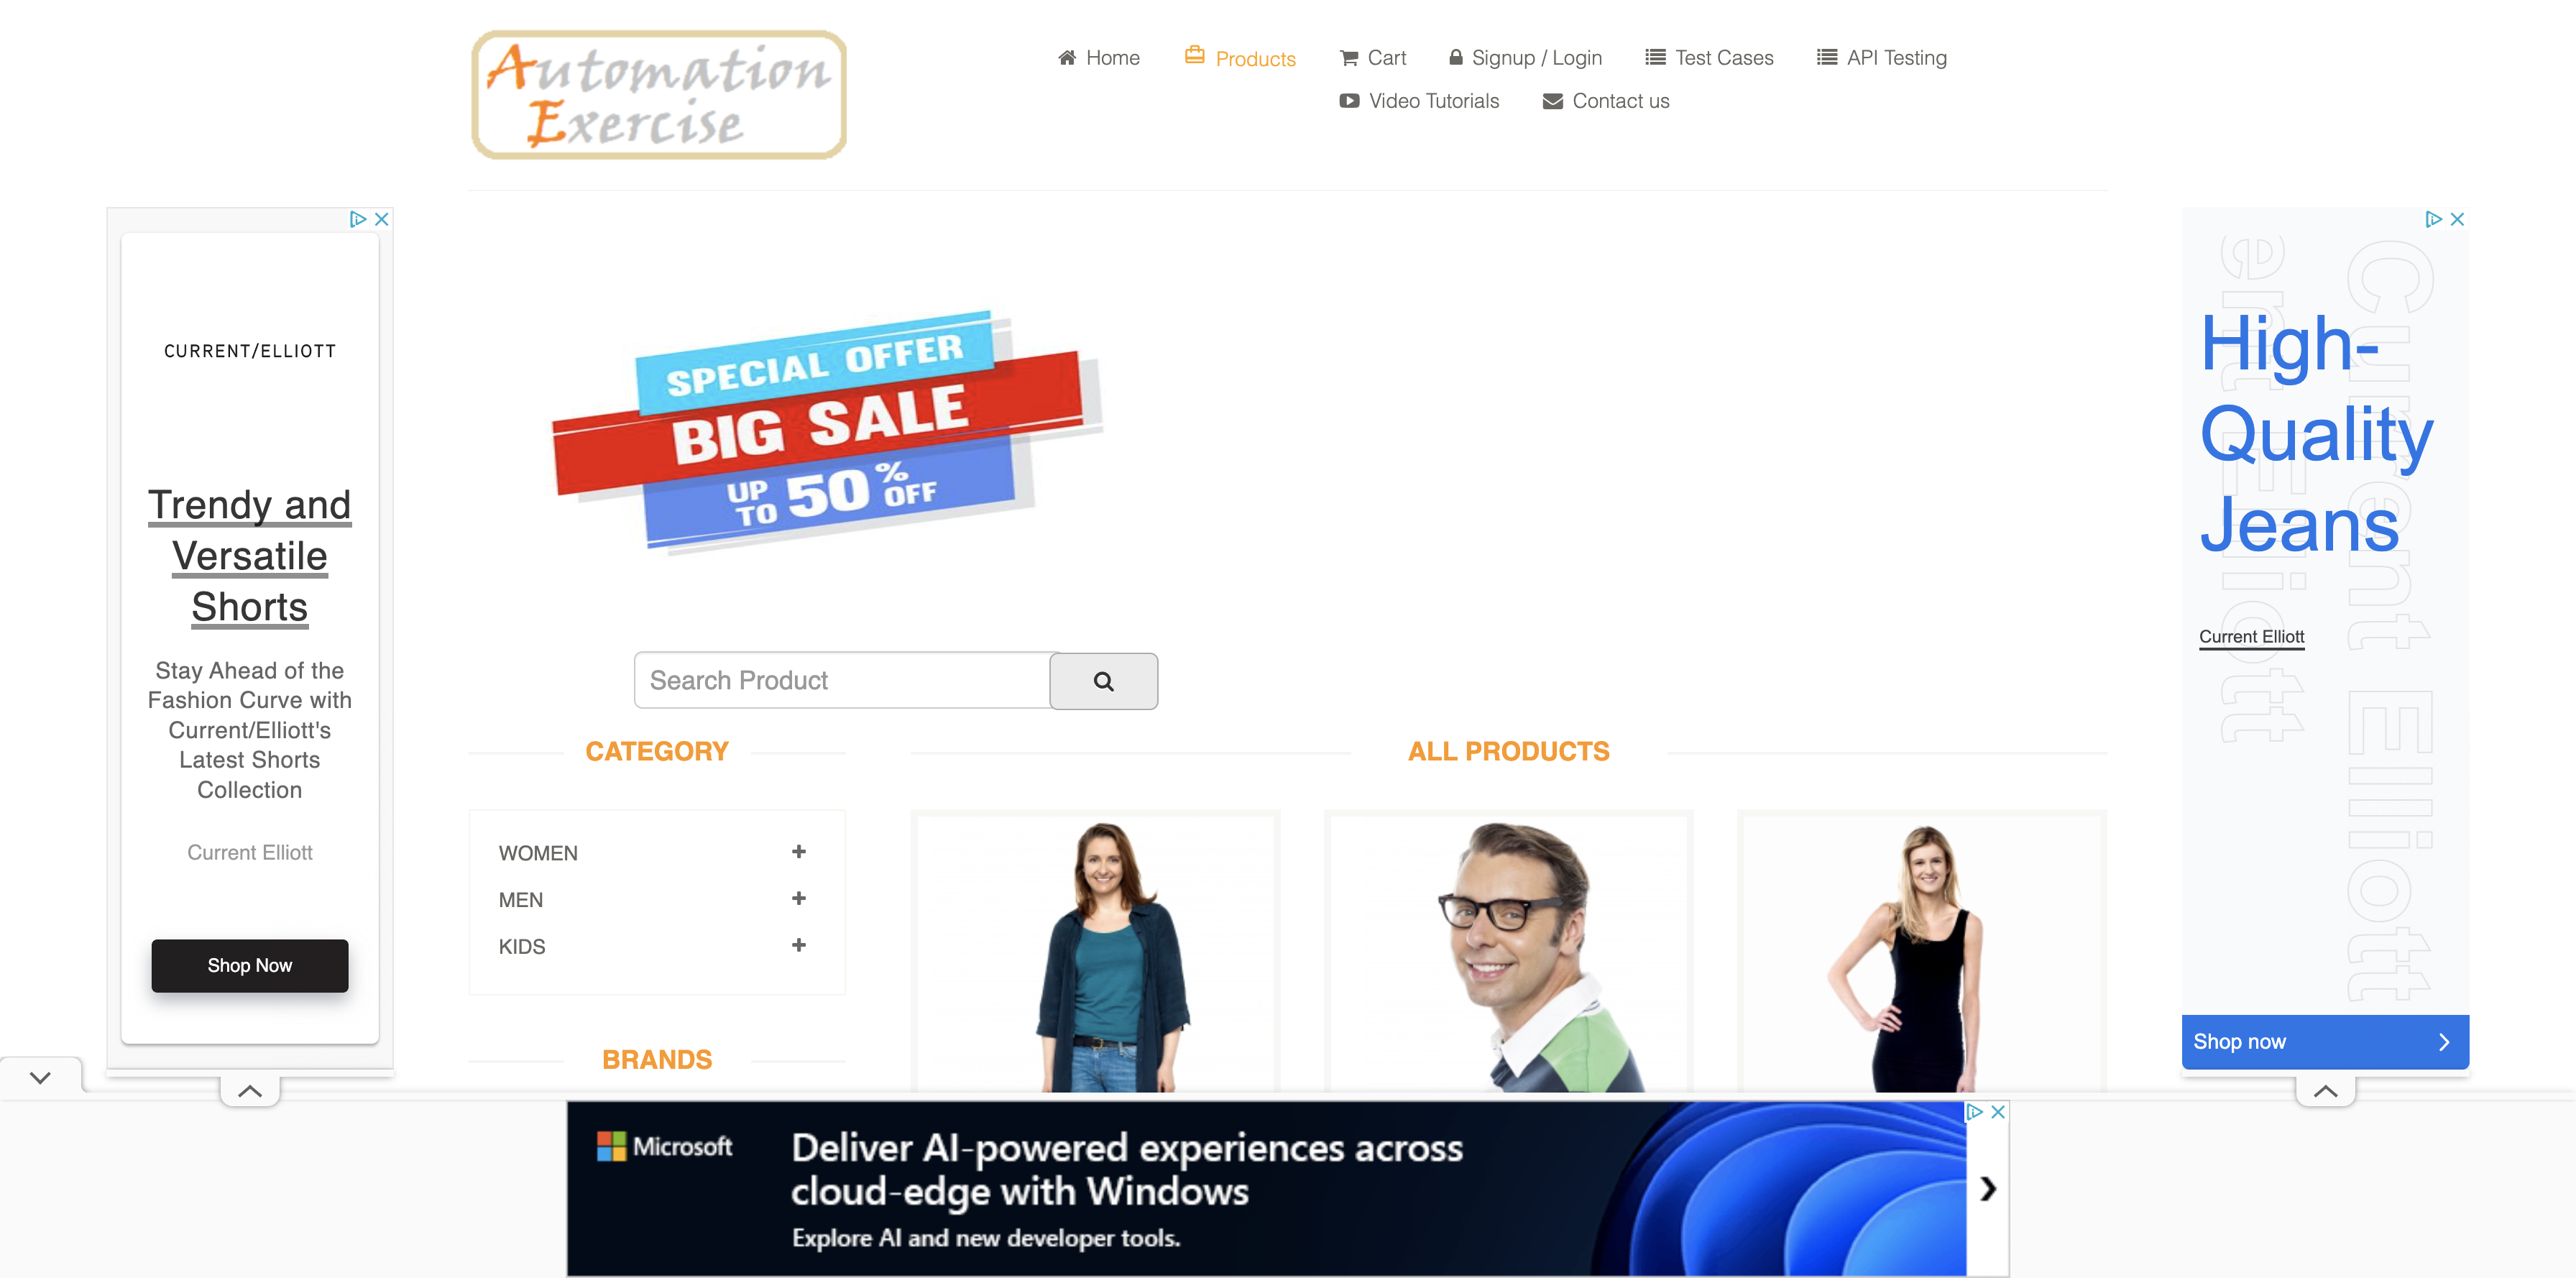 Automation
Exercise
Home
Products
Cart
Signup / Login
Test Cases
API Testing
Video Tutorials
Contact us
CURRENT/ELLIOTT
Trendy and
Versatile
Shorts
Stay Ahead of the
Fashion Curve with
Current/Elliott's
Latest Shorts
Collection
Current Elliott
Shop Now
SPECIAL OFFER
BIG SALE
UP TO 50% OFF
Search Product
CATEGORY
WOMEN
MEN
KIDS
BRANDS
ALL PRODUCTS
Current Elliott
ent Elliott
High-
Quality
Jeans
Current Elliott
Shop now
Microsoft
Deliver AI-powered experiences across
cloud-edge with Windows
Explore AI and new developer tools.